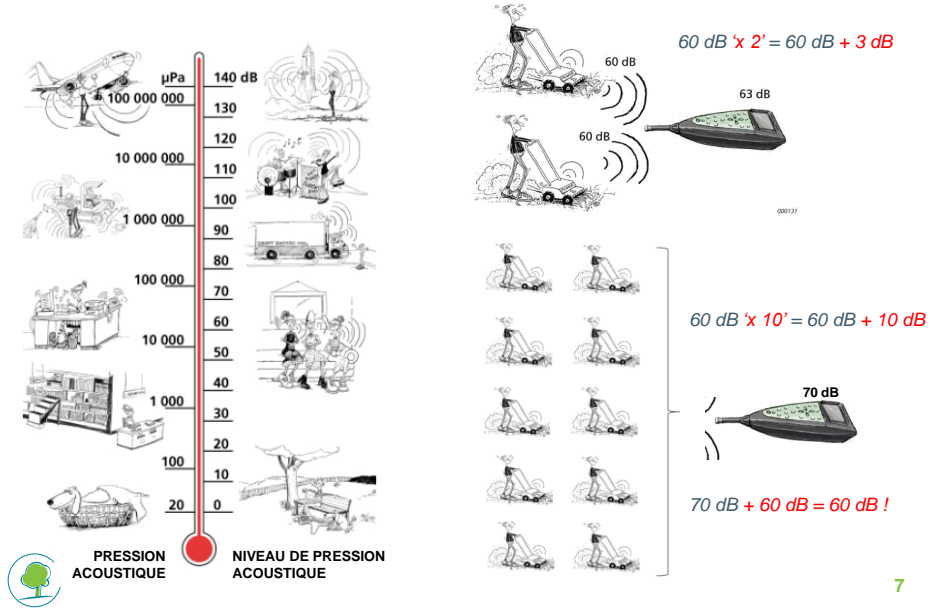 µPa 140 dB
100 000 000
130
120
10 000 000
110
100
1 000 000
90
80
100 000
70
60
10 000
50
40
1 000
30
20
100
10
20 0
PRESSION
ACOUSTIQUE
NIVEAU DE PRESSION
ACOUSTIQUE
60 dB ‘x 2’ = 60 dB + 3 dB
60 dB
63 dB
60 dB
000131
60 dB ‘x 10’ = 60 dB + 10 dB
70 dB
70 dB + 60 dB = 60 dB !
7